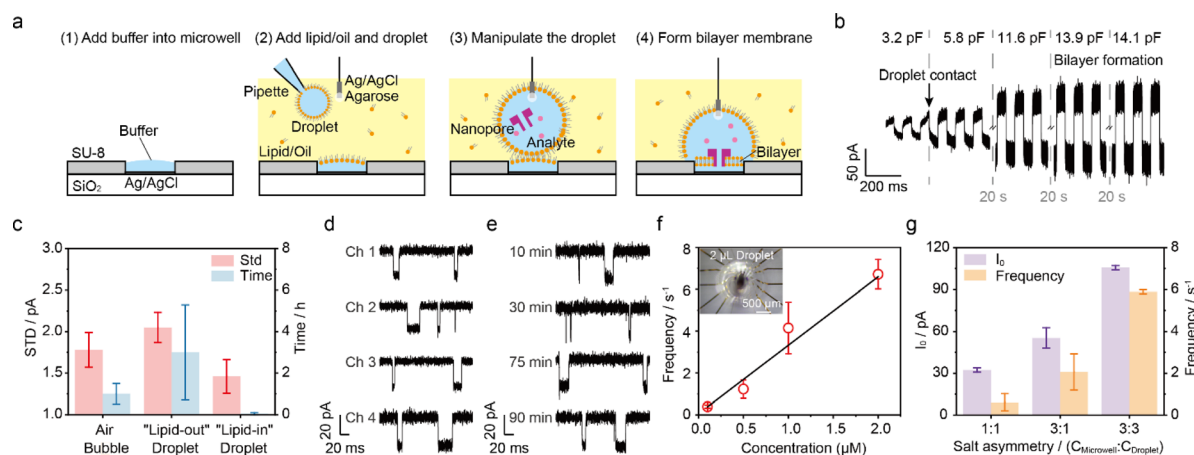 a
(1) Add buffer into microwell
(2) Add lipid/oil and droplet
(3) Manipulate the droplet
(4) Form bilayer membrane
Buffer
SU-8
Ag/AgCl
SiO₂
Pipette
Ag/AgCl
Agarose
Droplet
Lipid/Oil
Nanopore
Analyte
Bilayer
b
3.2 pF
5.8 pF
11.6 pF
13.9 pF
14.1 pF
Droplet contact
Bilayer formation
50 pA
200 ms
20 s
20 s
20 s
c
STD / pA
3.0
2.5
2.0
1.5
1.0
Std
Time
8
6
4
2
0
Time / h
Air
Bubble
"Lipid-out"
Droplet
"Lipid-in"
Droplet
d
Ch 1
Ch 2
Ch 3
Ch 4
20 pA
20 ms
e
10 min
30 min
75 min
90 min
20 pA
20 ms
f
8
6
4
2
0
Frequency / s⁻¹
2 μL Droplet
500 μm
0.0
0.5
1.0
1.5
2.0
Concentration (μM)
g
I₀ / pA
120
90
60
30
0
I₀
Frequency
8
6
4
2
0
Frequency / s⁻¹
1:1
3:1
3:3
Salt asymmetry / (C_Microwell:C_Droplet)